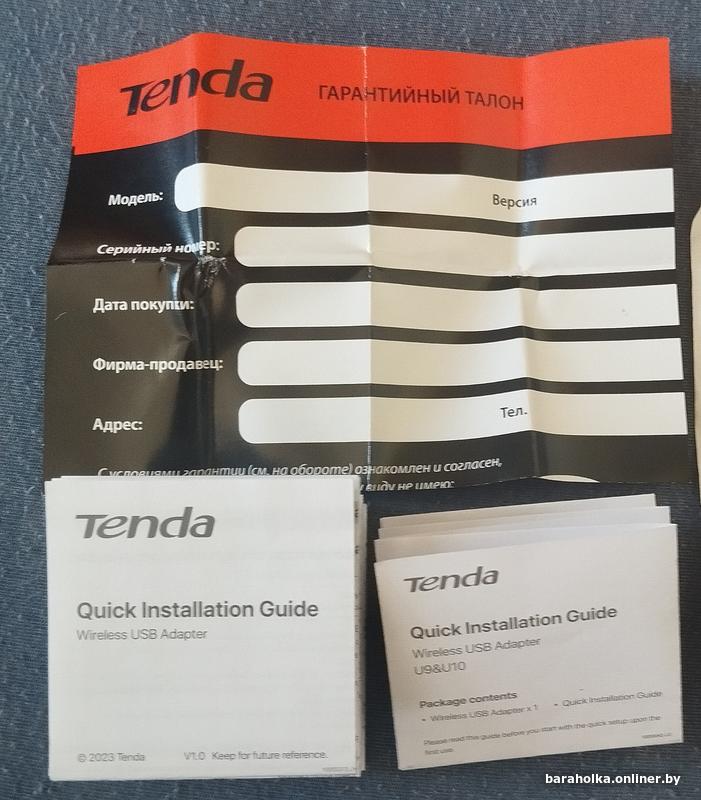 Tenda ГАРАНТИЙНЫЙ ТАЛОН
Модель: Версия
Серийный номер:
Дата покупки:
Фирма-продавец:
Адрес: Тел.
С условиями гарантии (см. на обороте) ознакомлен и согласен,
виду не имею:
Tenda
Quick Installation Guide
Wireless USB Adapter
© 2023 Tenda V1.0 Keep for future reference.
Tenda
Quick Installation Guide
Wireless USB Adapter
U9&U10
Package contents
• Wireless USB Adapter x 1 • Quick Installation Guide
Please read this guide before you start with the quick setup upon the
first use.
baraholka.onliner.by